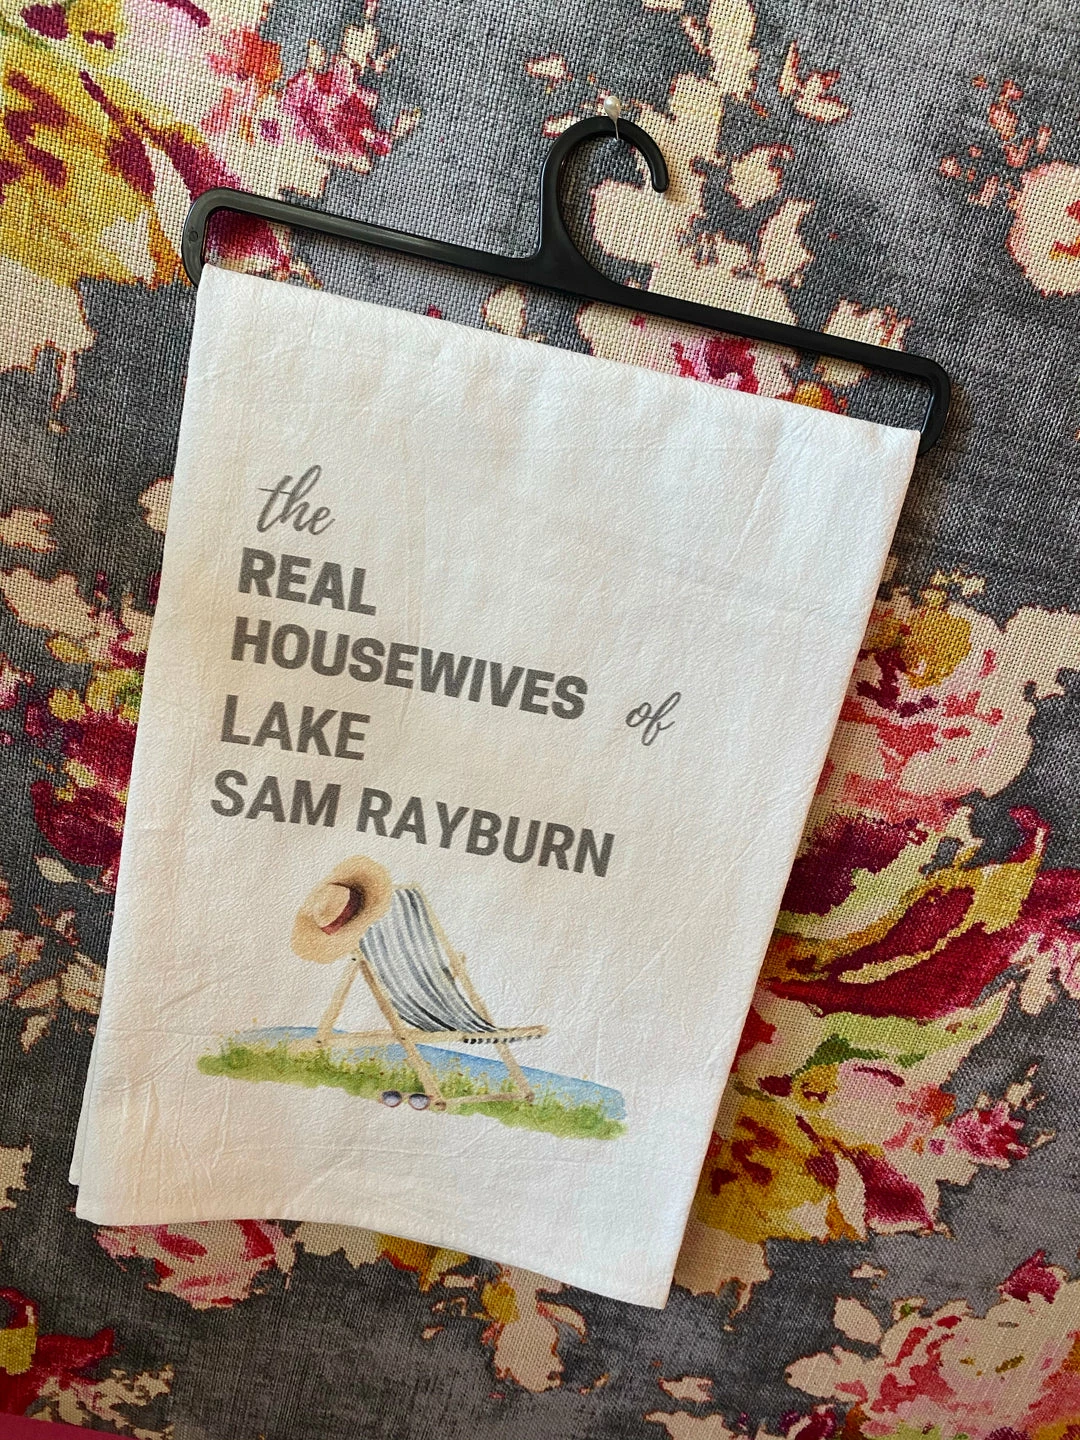 the
REAL
HOUSEWIVES of
LAKE
SAM RAYBURN